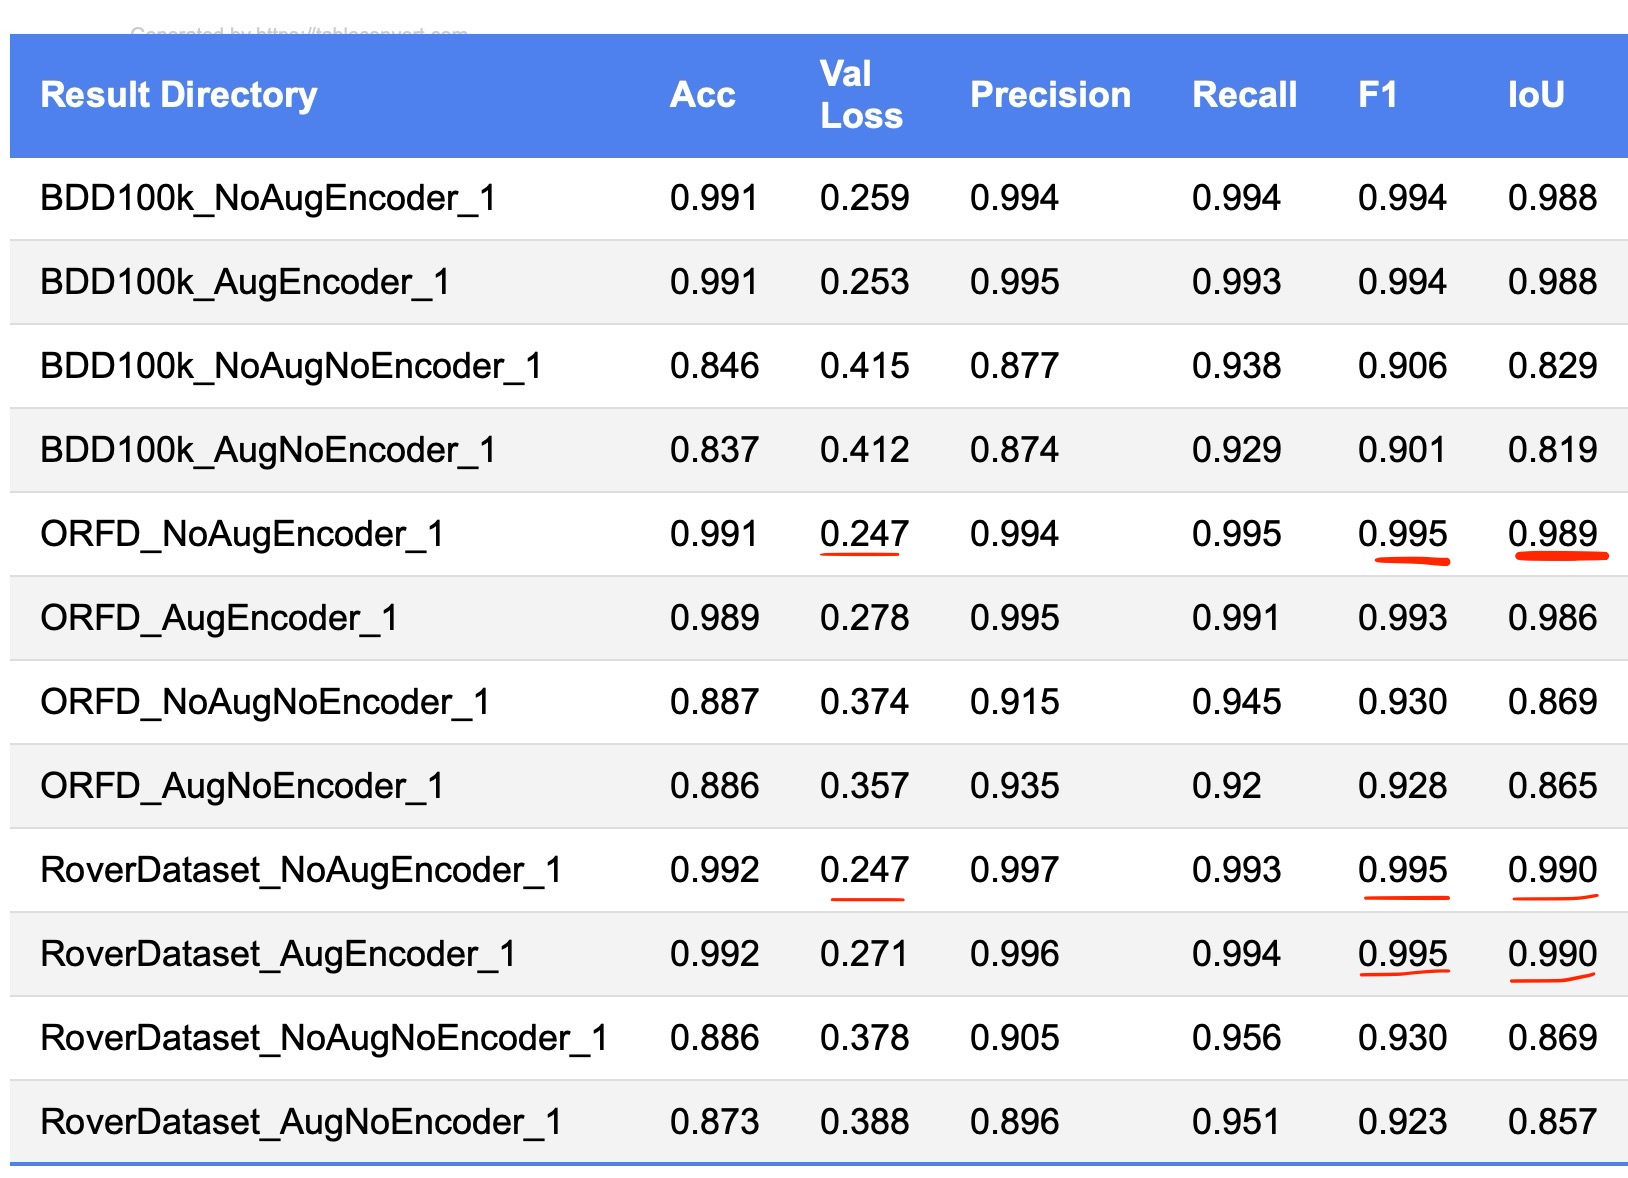 Result Directory Acc Val Loss Precision Recall F1 IoU
BDD100k_NoAugEncoder_1 0.991 0.259 0.994 0.994 0.994 0.988
BDD100k_AugEncoder_1 0.991 0.253 0.995 0.993 0.994 0.988
BDD100k_NoAugNoEncoder_1 0.846 0.415 0.877 0.938 0.906 0.829
BDD100k_AugNoEncoder_1 0.837 0.412 0.874 0.929 0.901 0.819
ORFD_NoAugEncoder_1 0.991 0.247 0.994 0.995 0.995 0.989
ORFD_AugEncoder_1 0.989 0.278 0.995 0.991 0.993 0.986
ORFD_NoAugNoEncoder_1 0.887 0.374 0.915 0.945 0.930 0.869
ORFD_AugNoEncoder_1 0.886 0.357 0.935 0.92 0.928 0.865
RoverDataset_NoAugEncoder_1 0.992 0.247 0.997 0.993 0.995 0.990
RoverDataset_AugEncoder_1 0.992 0.271 0.996 0.994 0.995 0.990
RoverDataset_NoAugNoEncoder_1 0.886 0.378 0.905 0.956 0.930 0.869
RoverDataset_AugNoEncoder_1 0.873 0.388 0.896 0.951 0.923 0.857